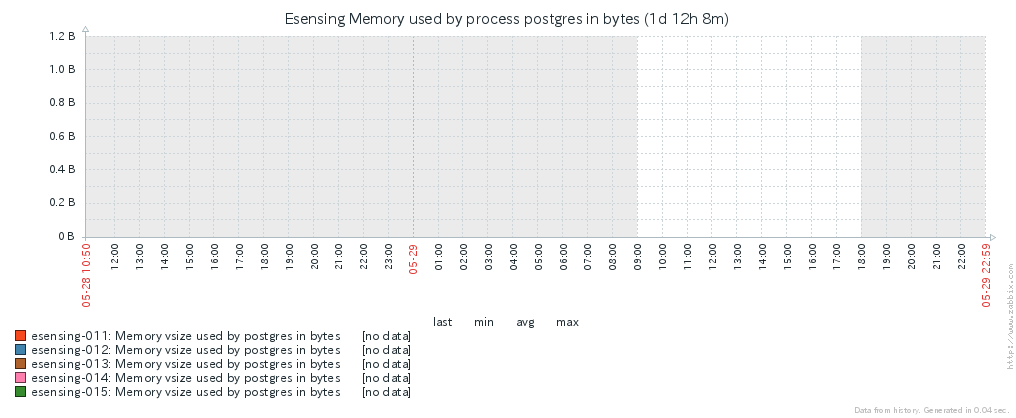 Esensing Memory used by process postgres in bytes (1d 12h 8m)
1.2 B
1.0 B
0.8 B
0.6 B
0.4 B
0.2 B
0 B
05-28 10:50
12:00
13:00
14:00
15:00
16:00
17:00
18:00
19:00
20:00
21:00
22:00
23:00
05-29
01:00
02:00
03:00
04:00
05:00
06:00
07:00
08:00
09:00
10:00
11:00
12:00
13:00
14:00
15:00
16:00
17:00
18:00
19:00
20:00
21:00
22:00
05-29 22:59
http://www.zabbix.com
last min avg max
esensing-011: Memory vsize used by postgres in bytes [no data]
esensing-012: Memory vsize used by postgres in bytes [no data]
esensing-013: Memory vsize used by postgres in bytes [no data]
esensing-014: Memory vsize used by postgres in bytes [no data]
esensing-015: Memory vsize used by postgres in bytes [no data]
Data from history. Generated in 0.04 sec.